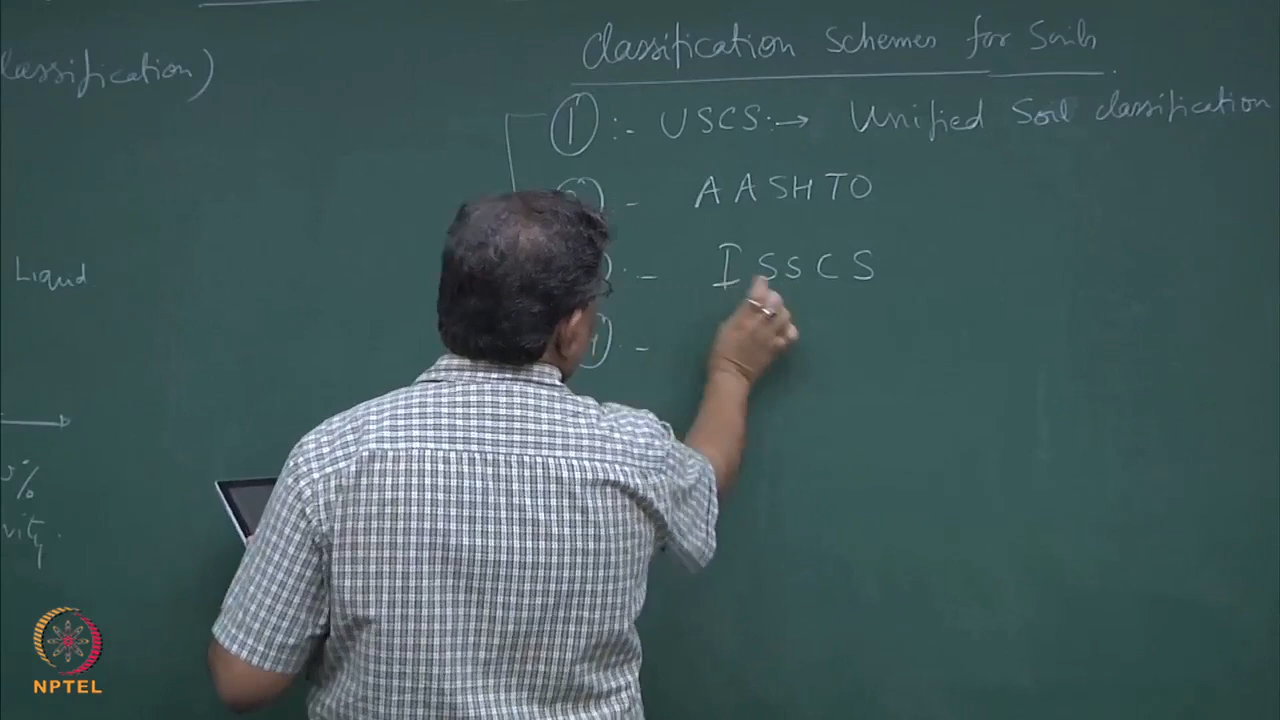 Classification Schemes for Soils
lassification)
① :- USCS :→ Unified Soil classification
- AASHTO
- ISSCS
-
Liquid
%
NPTEL